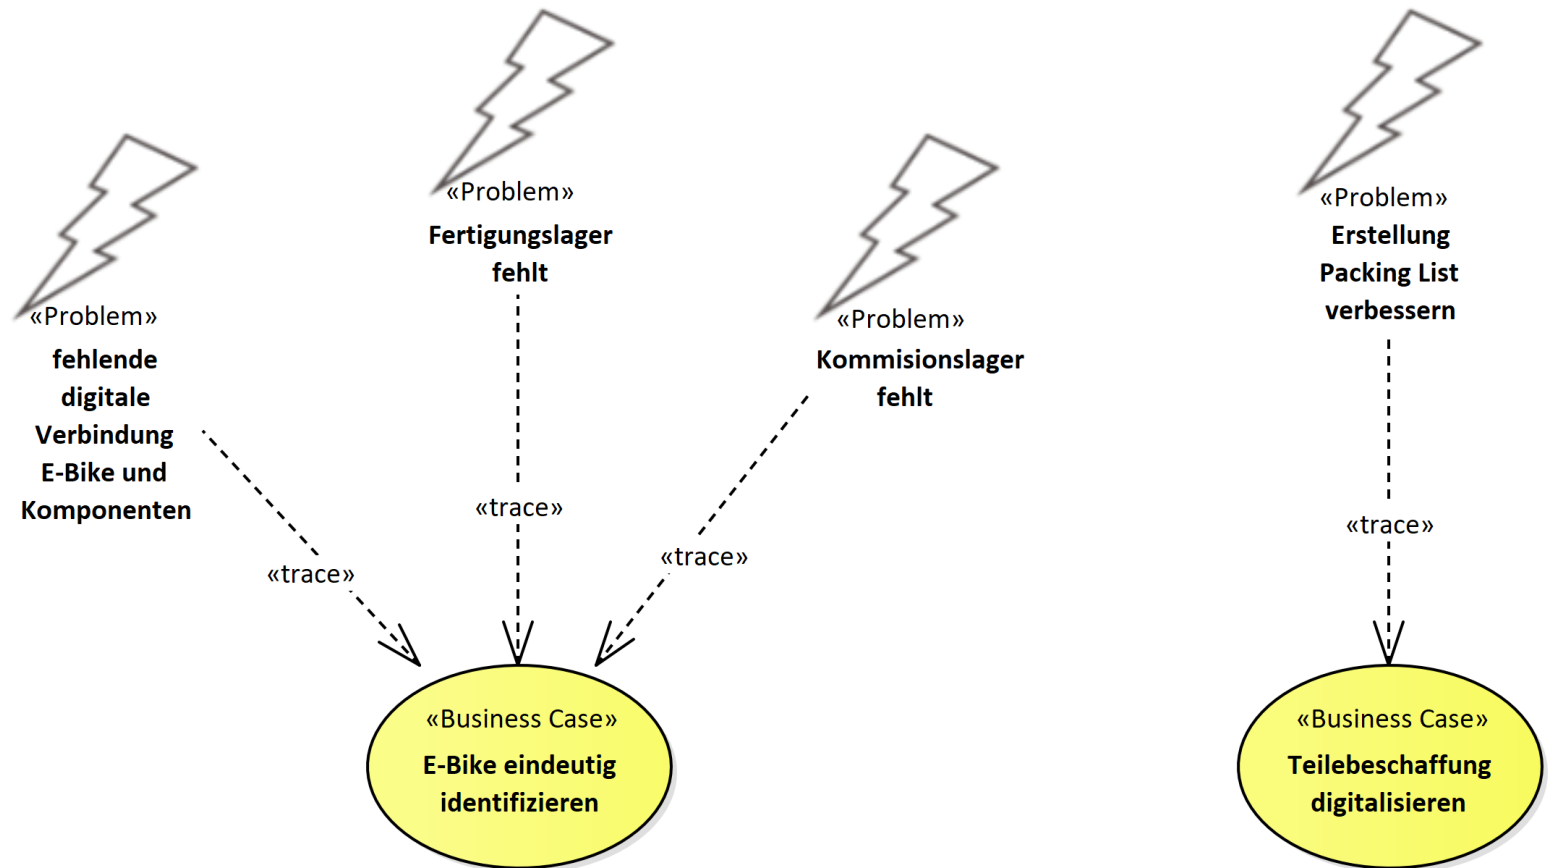 «Problem»
fehlende
digitale
Verbindung
E-Bike und
Komponenten
«Problem»
Fertigungslager
fehlt
«Problem»
Kommisionslager
fehlt
«Problem»
Erstellung
Packing List
verbessern
«trace»
«trace»
«trace»
«trace»
«Business Case»
E-Bike eindeutig
identifizieren
«Business Case»
Teilebeschaffung
digitalisieren